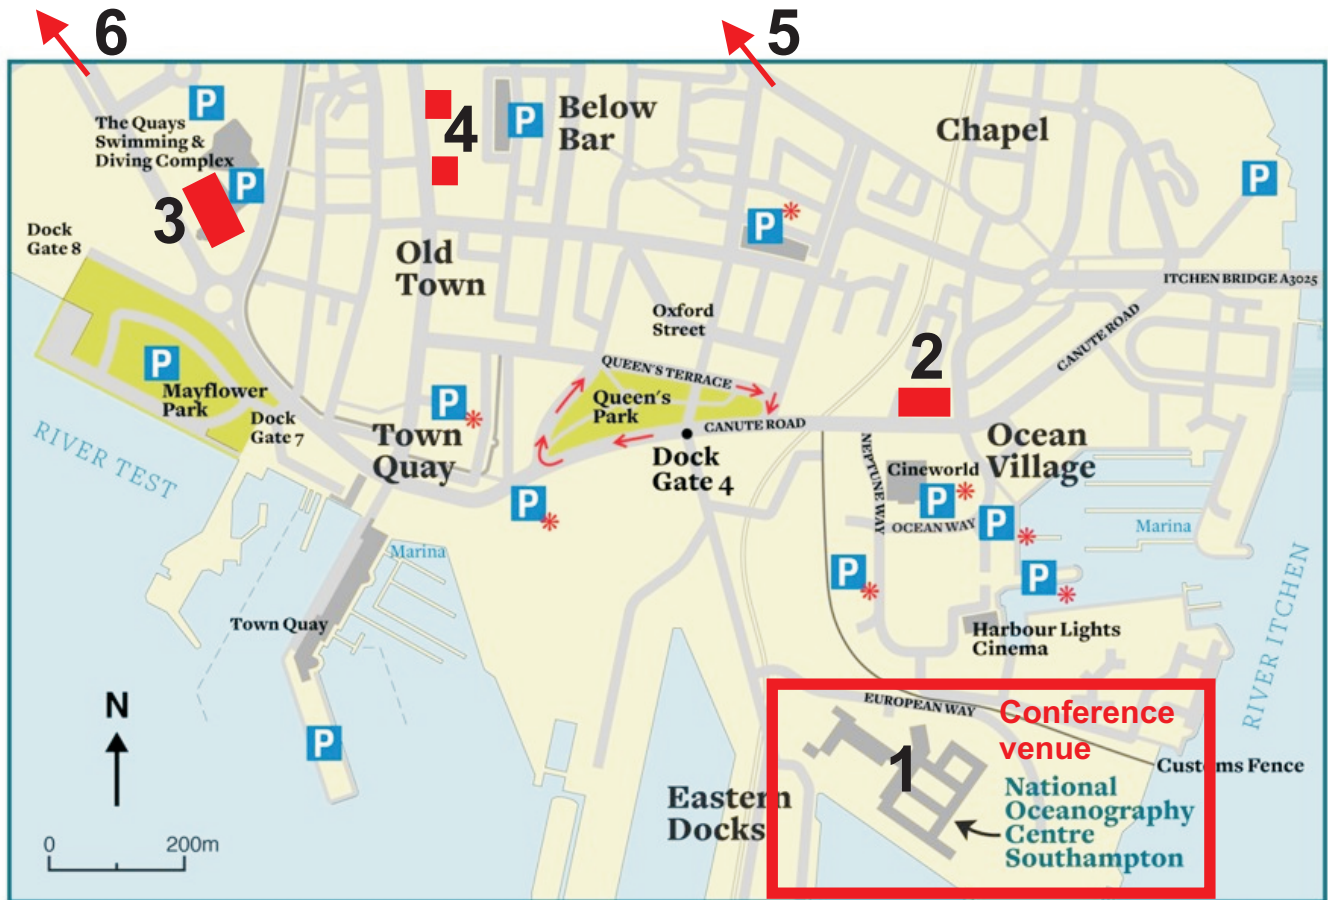 6
5
P
The Quays
Swimming &
Diving Complex
P
4
P
Below
Bar
Chapel
P
3
Dock
Gate 8
P
Old
Town
ITCHEN BRIDGE A3025
Oxford
Street
CANUTE ROAD
2
QUEEN'S TERRACE
P
Mayflower
Park
Queen's
Park
P
Dock
Gate 7
CANUTE ROAD
Town
Quay
Dock
Gate 4
Ocean
Village
RIVER TEST
NEPTUNE WAY
Cineworld
P
P
OCEAN WAY
P
Marina
Marina
P
P
Town Quay
Harbour Lights
Cinema
RIVER ITCHEN
N
EUROPEAN WAY
Conference
venue
P
1
Customs Fence
Eastern
Docks
National
Oceanography
Centre
Southampton
0
200m